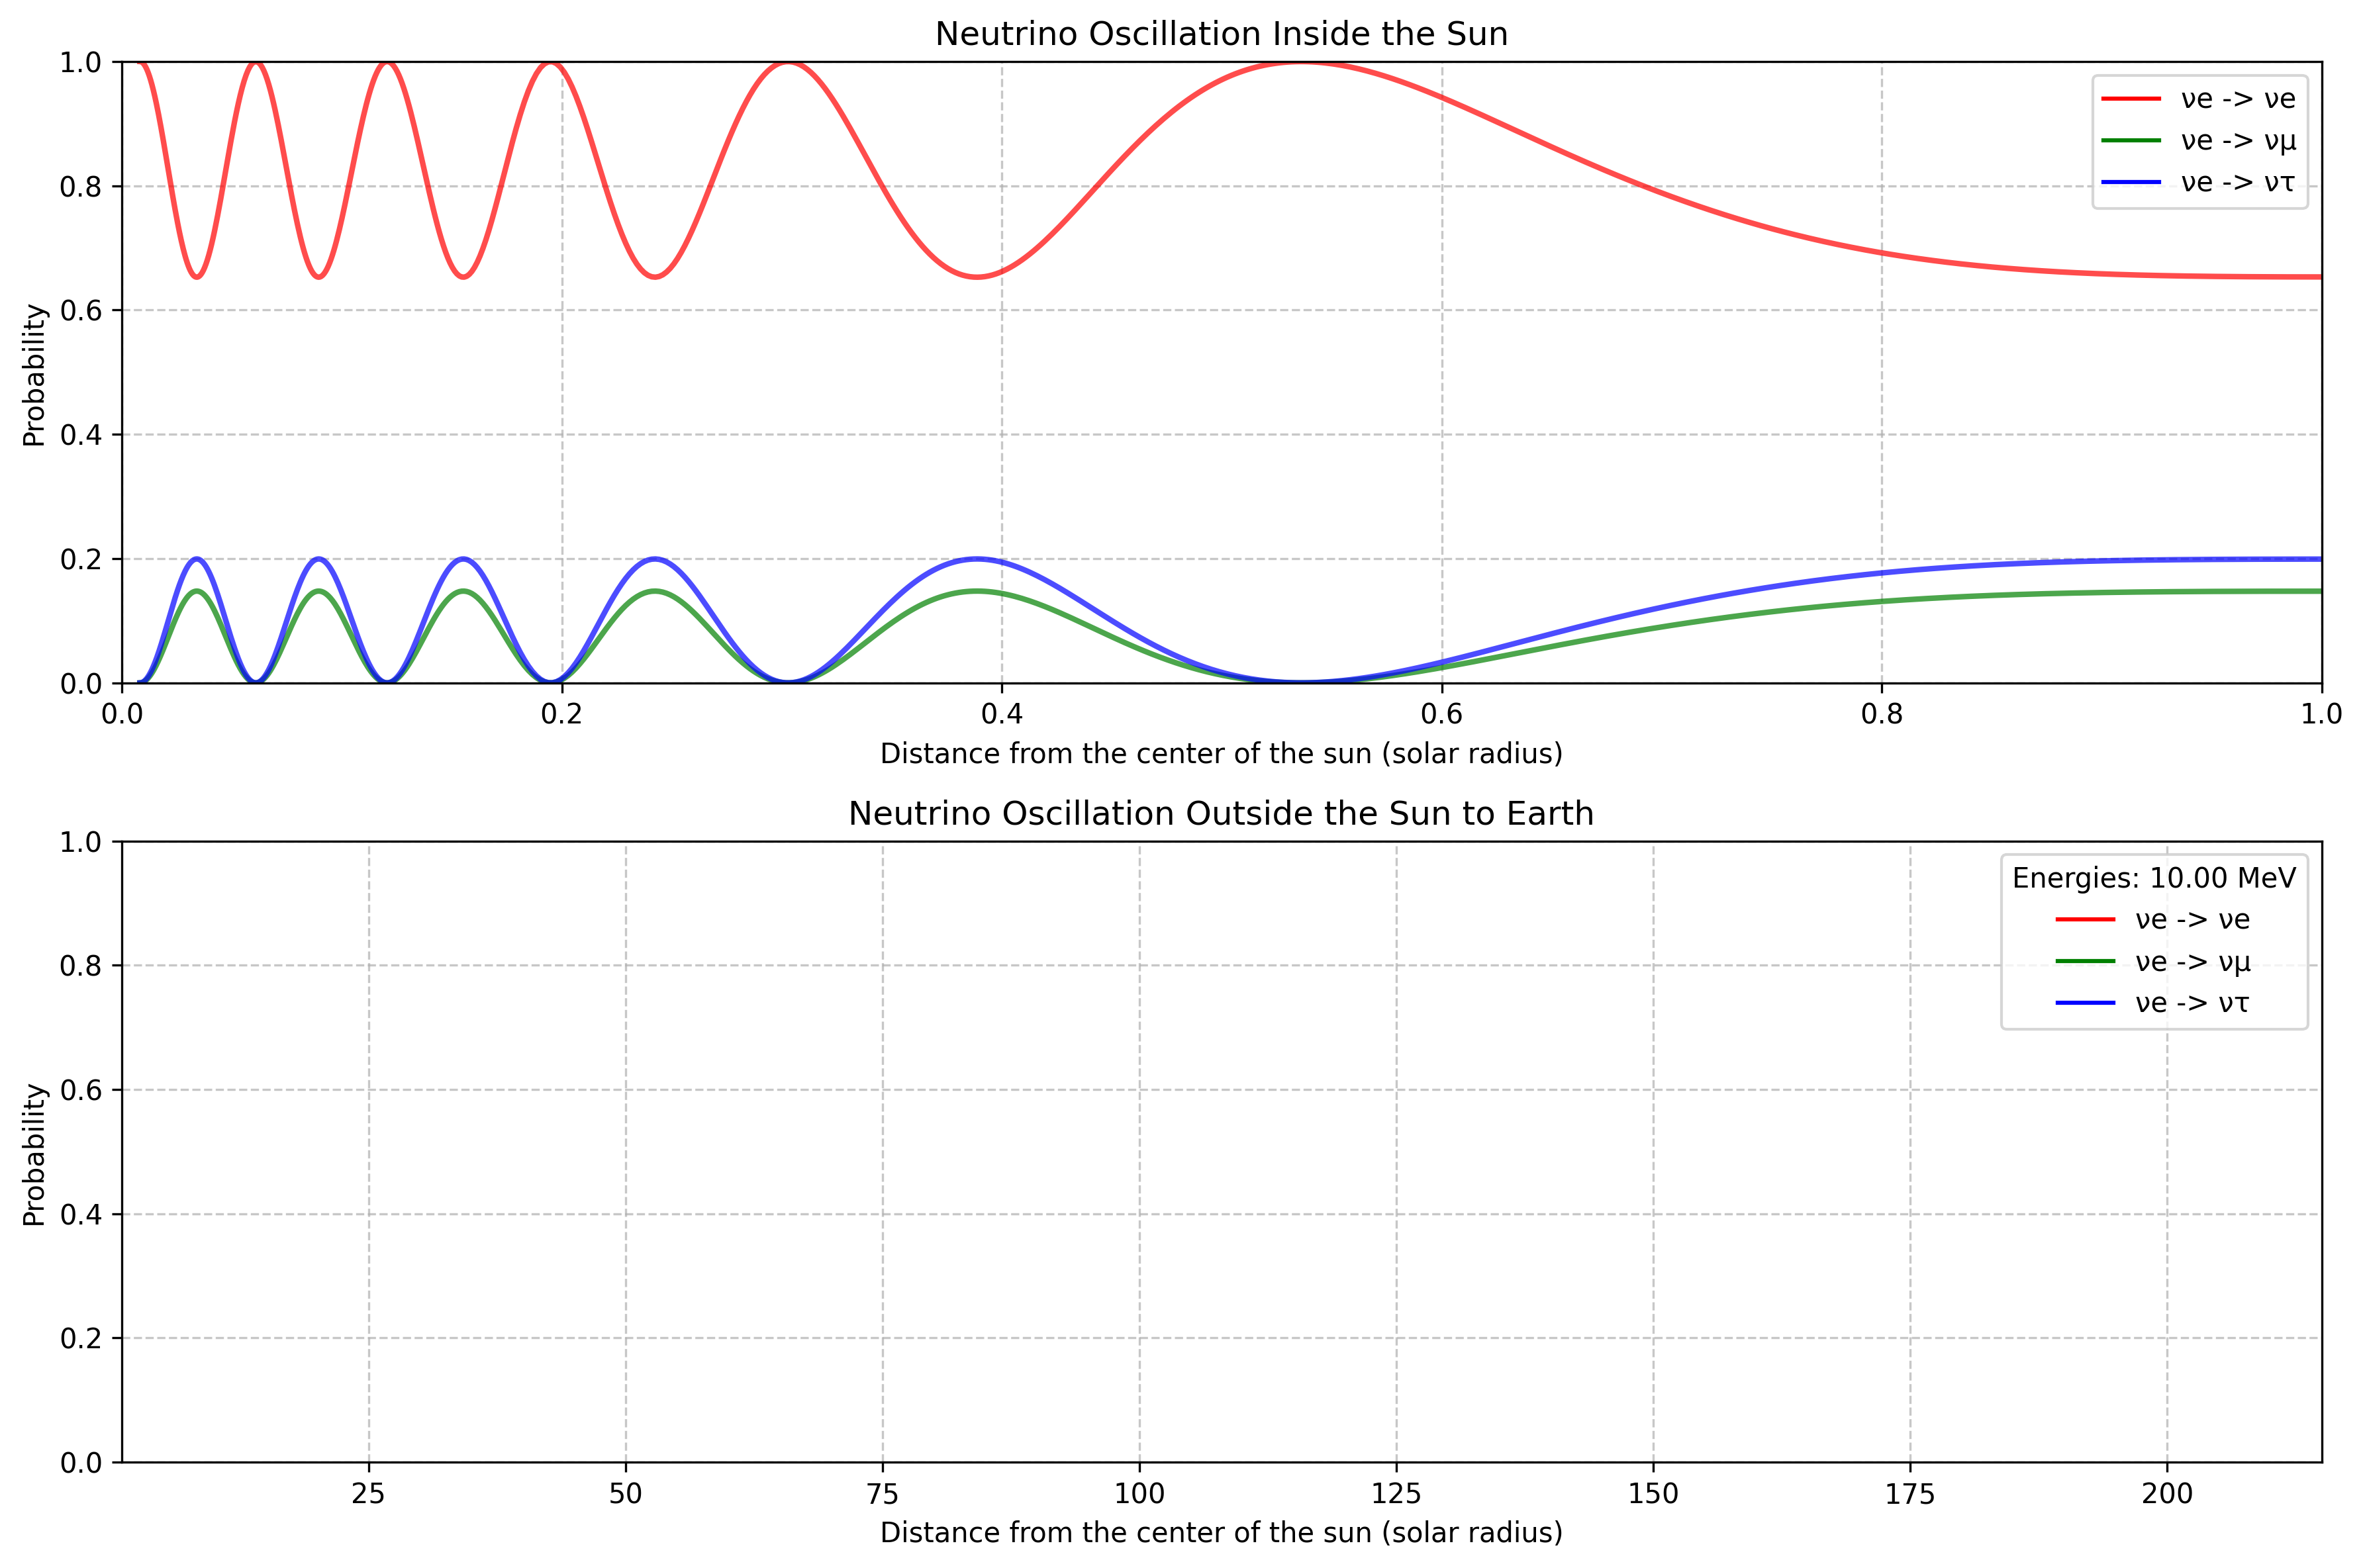 Neutrino Oscillation Inside the Sun
1.0
0.8
0.6
0.4
0.2
0.0
Probability
νe -> νe
νe -> νμ
νe -> ντ
0.0 0.2 0.4 0.6 0.8 1.0
Distance from the center of the sun (solar radius)
Neutrino Oscillation Outside the Sun to Earth
1.0
0.8
0.6
0.4
0.2
0.0
Probability
Energies: 10.00 MeV
νe -> νe
νe -> νμ
νe -> ντ
25 50 75 100 125 150 175 200
Distance from the center of the sun (solar radius)